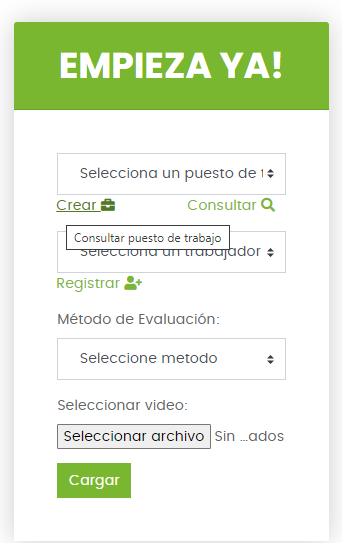 EMPIEZA YA!
Selecciona un puesto de t
Crear Consultar
Consultar puesto de trabajo
Selecciona un trabajador
Registrar
Método de Evaluación:
Seleccione metodo
Seleccionar video:
Seleccionar archivo Sin ...ados
Cargar